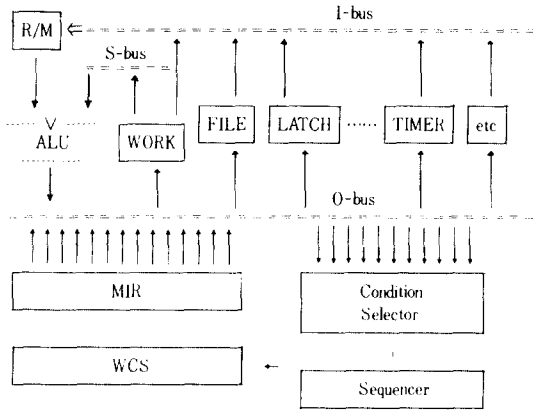 I-bus
R/M
S-bus
FILE
LATCH
......
TIMER
etc
ALU
WORK
O-bus
MIR
Condition
Selector
WCS
Sequencer